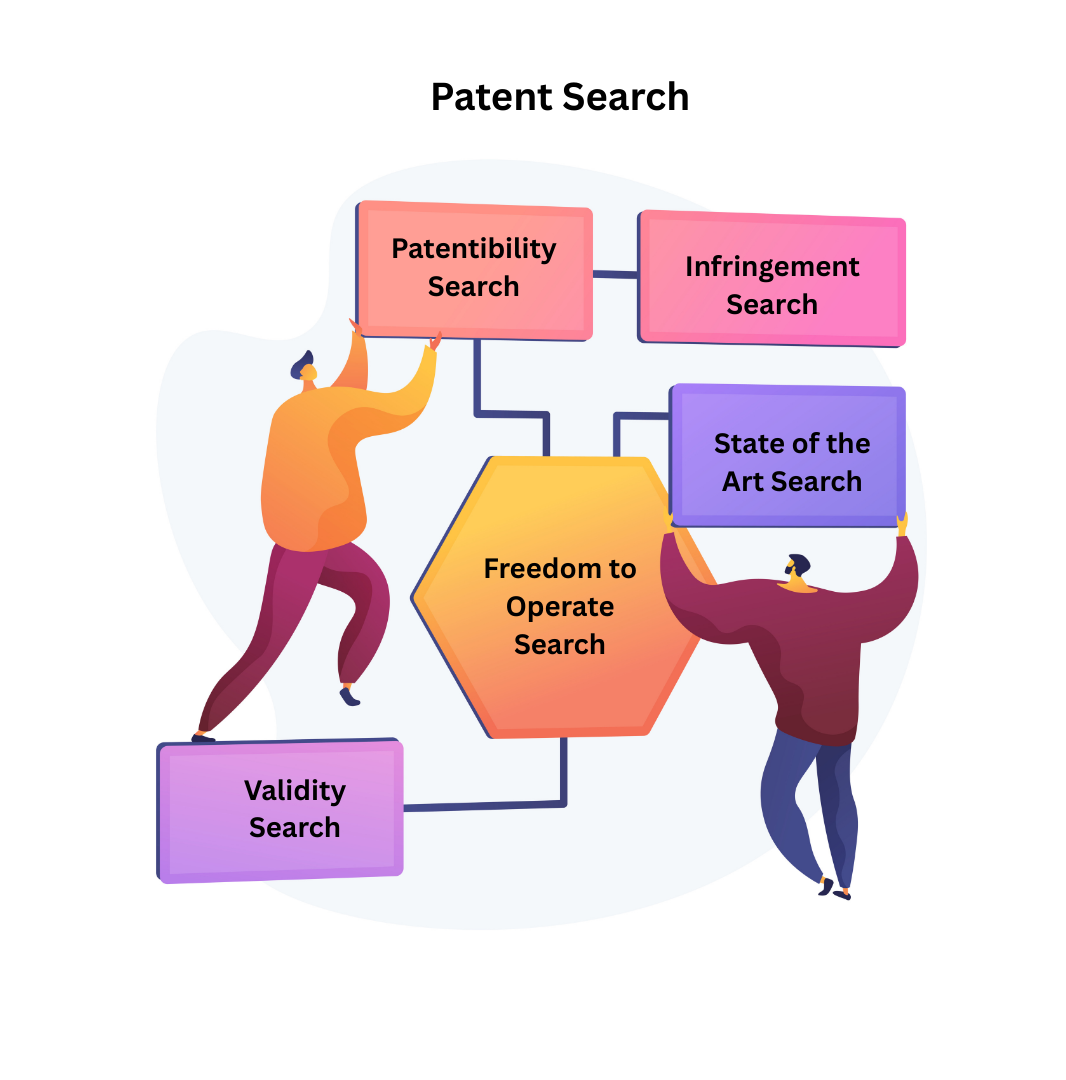 Patent Search
Patentibility
Search
Infringement
Search
State of the
Art Search
Freedom to
Operate
Search
Validity
Search